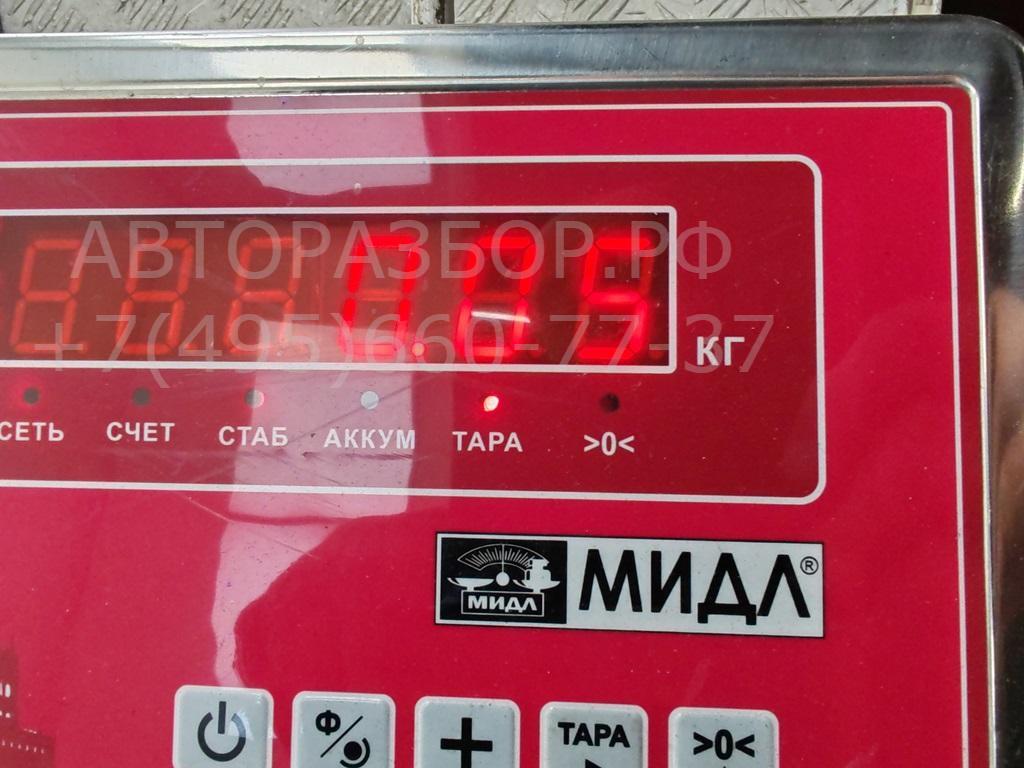 АВТОРАЗБОР.РФ
+7(495)660-77-37
КГ
СЕТЬ СЧЕТ СТАБ АККУМ ТАРА >0<
МИДЛ МИДЛ®
Ф ТАРА >0<